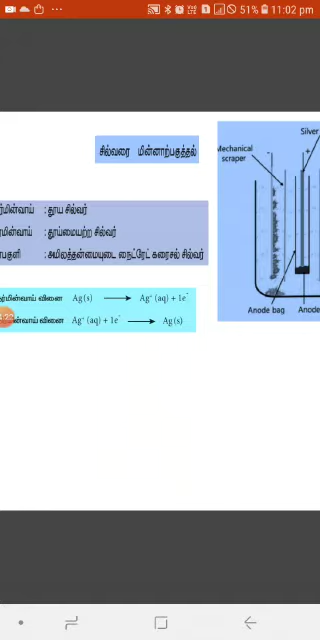 51% 11:02 pm
சில்வரை மின்னாற்பகுத்தல்
Silver
Mechanical
scraper
- +
: தூய சில்வர்
: தூய்மையற்ற சில்வர்
: அமிலத்தன்மையுடை நைட்ரேட் கரைசல் சில்வர்
நேர்மின்வாய் வினை Ag(s) ⟶ Ag⁺ (aq) + 1e⁻
வினை Ag⁺ (aq) + 1e⁻ ⟶ Ag(s)
Anode bag Anode